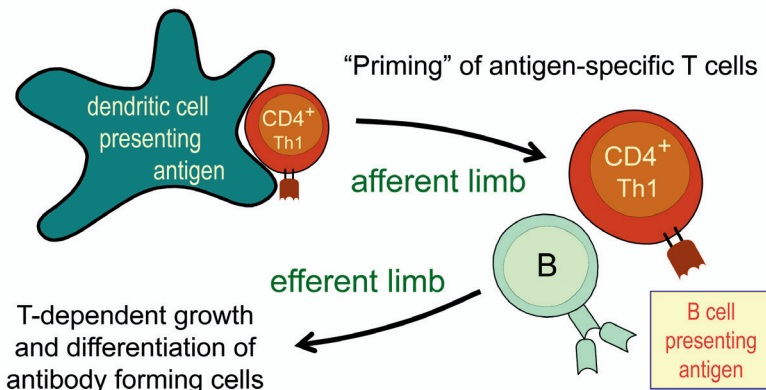 “Priming” of antigen-specific T cells
dendritic cell
presenting
antigen
CD4+
Th1
afferent limb
CD4+
Th1
B
efferent limb
B cell
presenting
antigen
T-dependent growth
and differentiation of
antibody forming cells